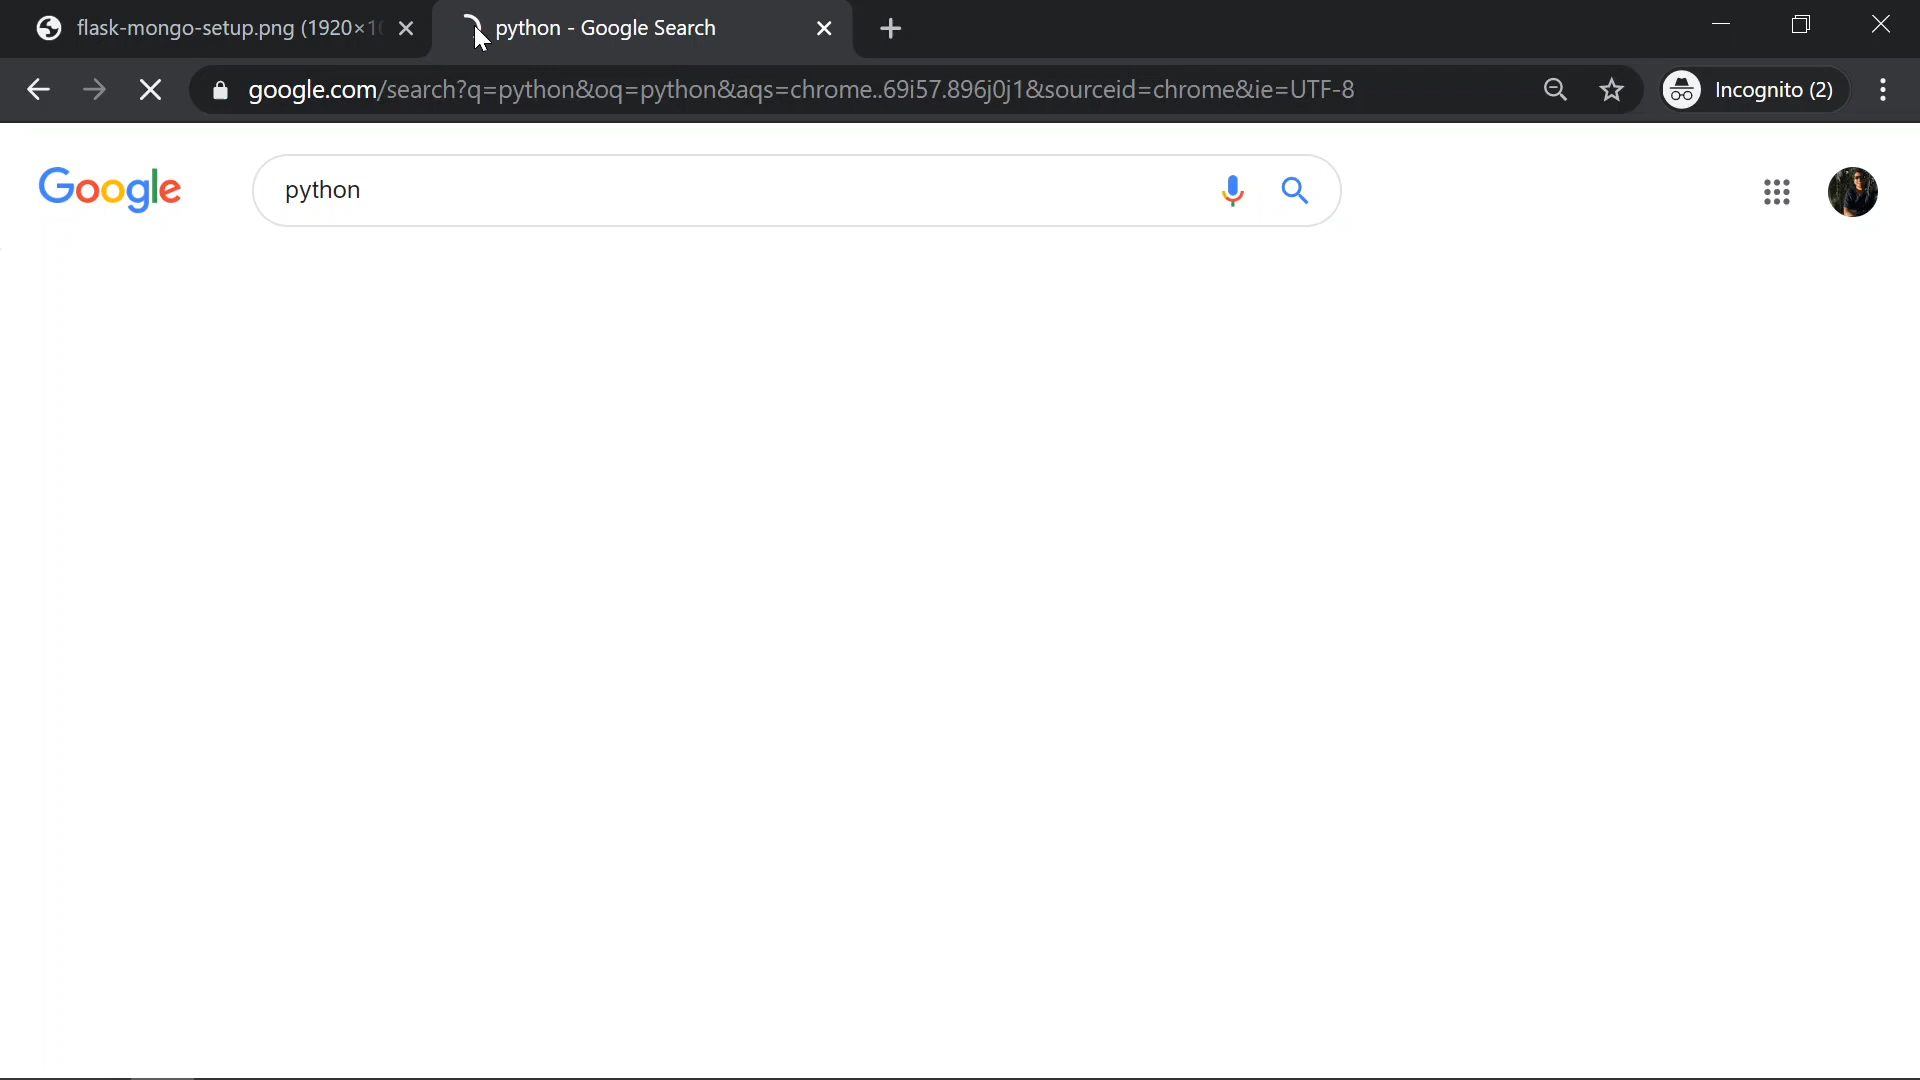 flask-mongo-setup.png (1920×1
python - Google Search
google.com/search?q=python&oq=python&aqs=chrome..69i57.896j0j1&sourceid=chrome&ie=UTF-8
Incognito (2)
Google
python